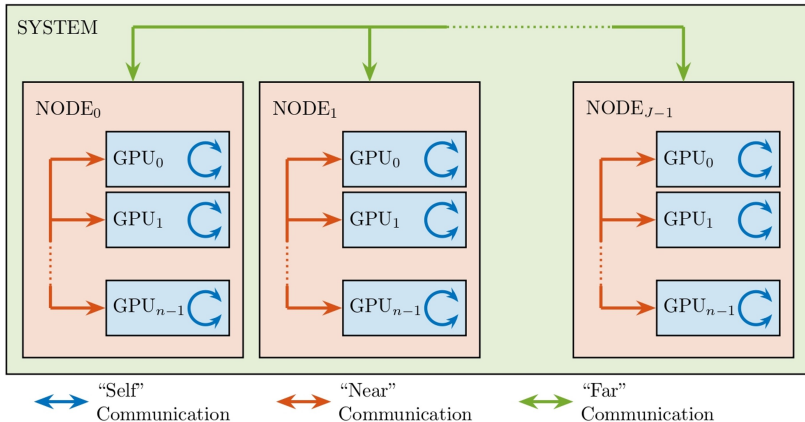 SYSTEM
NODE₀
GPU₀
GPU₁
GPUₙ₋₁
NODE₁
GPU₀
GPU₁
GPUₙ₋₁
NODE_{J−1}
GPU₀
GPU₁
GPUₙ₋₁
“Self”
Communication
“Near”
Communication
“Far”
Communication